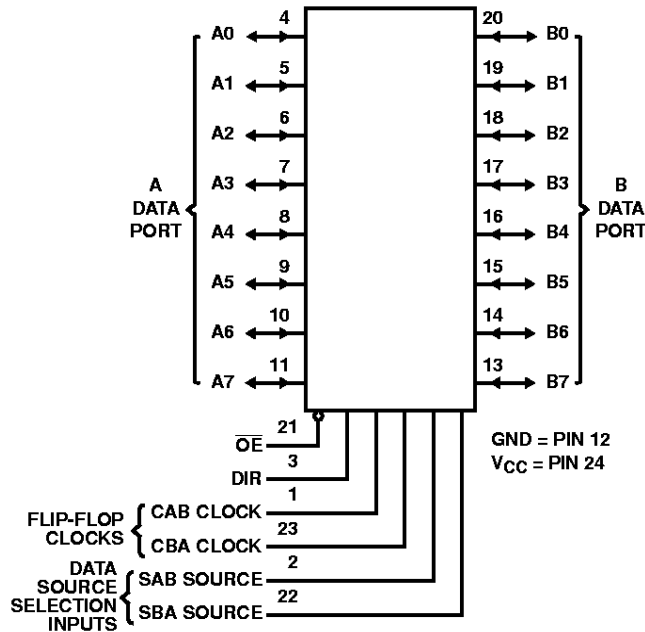 A0 4 20 B0
A1 5 19 B1
A2 6 18 B2
A3 7 17 B3
A4 8 16 B4
A5 9 15 B5
A6 10 14 B6
A7 11 13 B7
A
DATA
PORT
B
DATA
PORT
OE 21
DIR 3
GND = PIN 12
VCC = PIN 24
FLIP-FLOP
CLOCKS
CAB CLOCK 1
CBA CLOCK 23
DATA
SOURCE
SELECTION
INPUTS
SAB SOURCE 2
SBA SOURCE 22